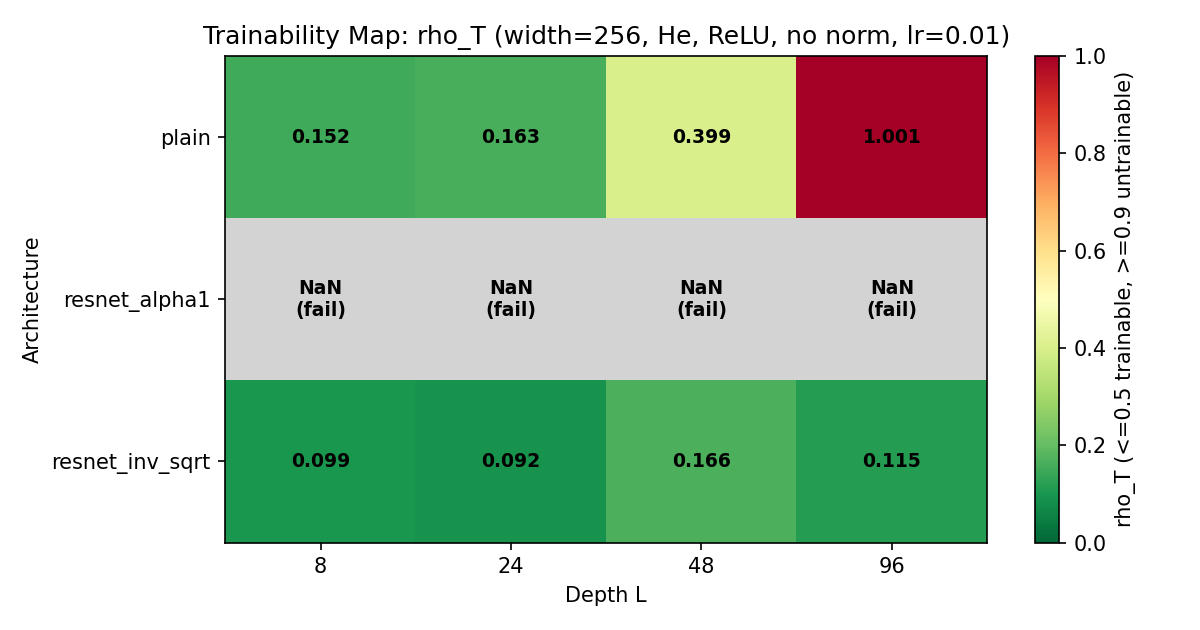 Trainability Map: rho_T (width=256, He, ReLU, no norm, lr=0.01)
Architecture
plain
0.152 0.163 0.399 1.001
resnet_alpha1
NaN NaN NaN NaN
(fail) (fail) (fail) (fail)
resnet_inv_sqrt
0.099 0.092 0.166 0.115
8 24 48 96
Depth L
1.0
0.8
0.6
0.4
0.2
0.0
rho_T (<=0.5 trainable, >=0.9 untrainable)